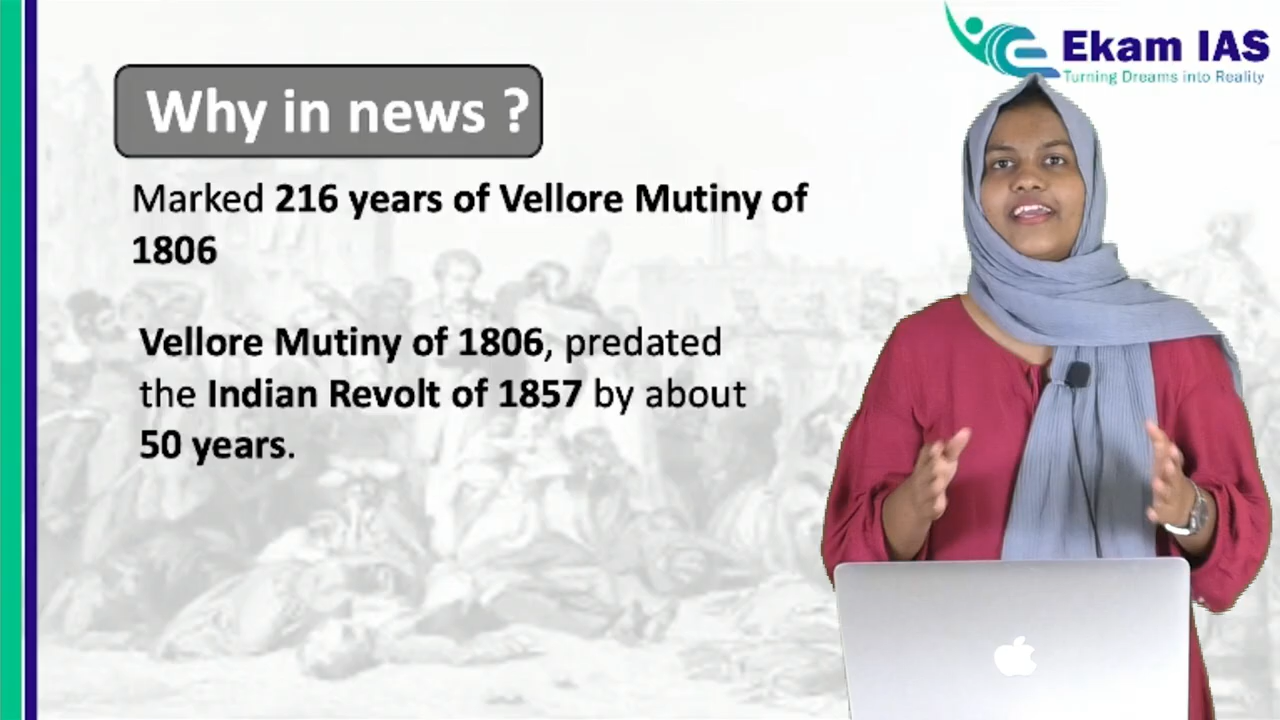 Ekam IAS
Turning Dreams into Reality
Why in news ?
Marked 216 years of Vellore Mutiny of
1806
Vellore Mutiny of 1806, predated
the Indian Revolt of 1857 by about
50 years.